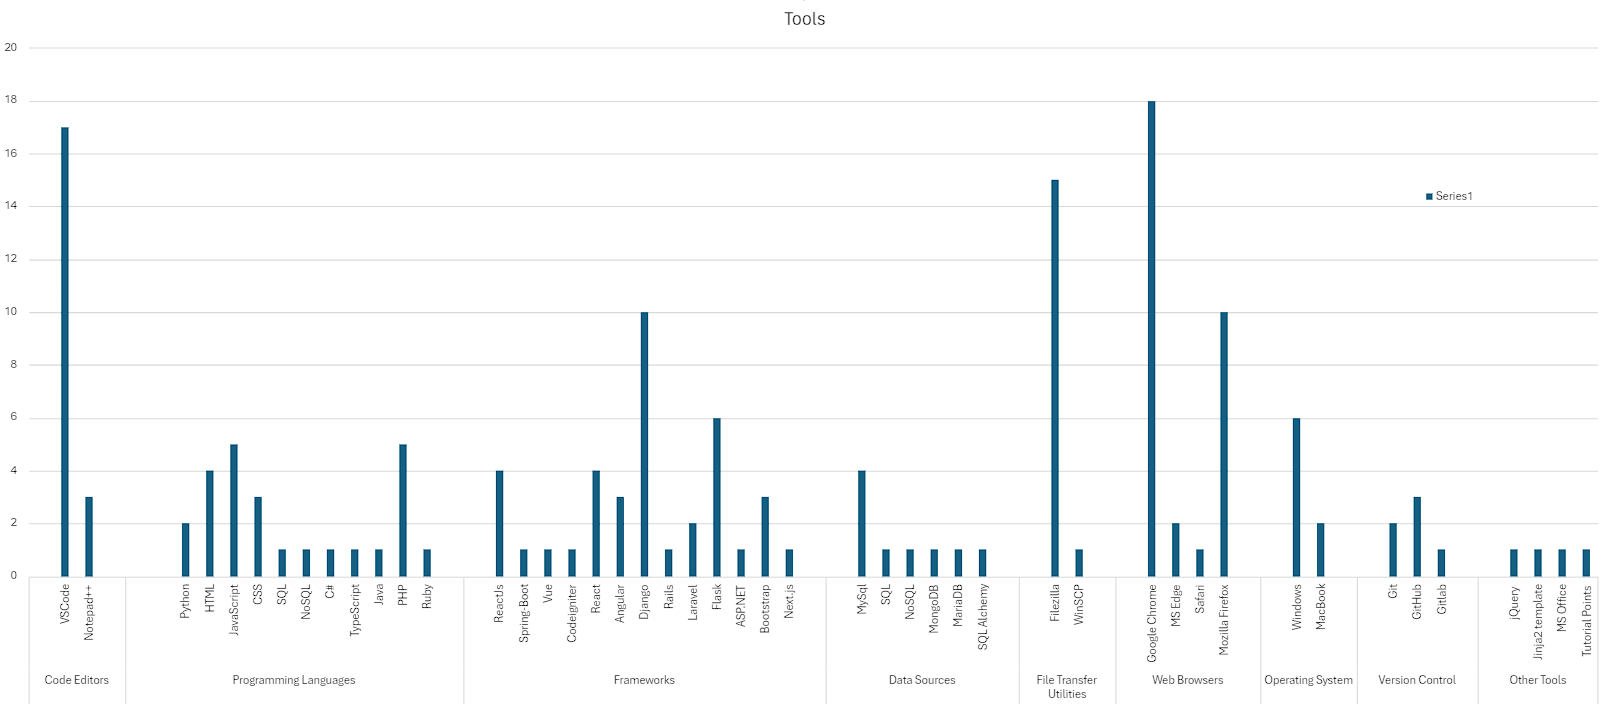 Tools
20
18
16
14
12
10
8
6
4
2
0
Series1
VSCode
Notepad++
Python
HTML
JavaScript
CSS
SQL
NoSQL
C#
TypeScript
Java
PHP
Ruby
ReactJs
Spring-Boot
Vue
Codeigniter
React
Angular
Django
Rails
Laravel
Flask
ASP.NET
Bootstrap
Next.js
MySql
SQL
NoSQL
MongoDB
MariaDB
SQL Alchemy
Filezilla
WinSCP
Google Chrome
MS Edge
Safari
Mozilla Firefox
Windows
MacBook
Git
GitHub
Gitlab
jQuery
Jinja2 template
MS Office
Tutorial Points
Code Editors
Programming Languages
Frameworks
Data Sources
File Transfer
Utilities
Web Browsers
Operating System
Version Control
Other Tools